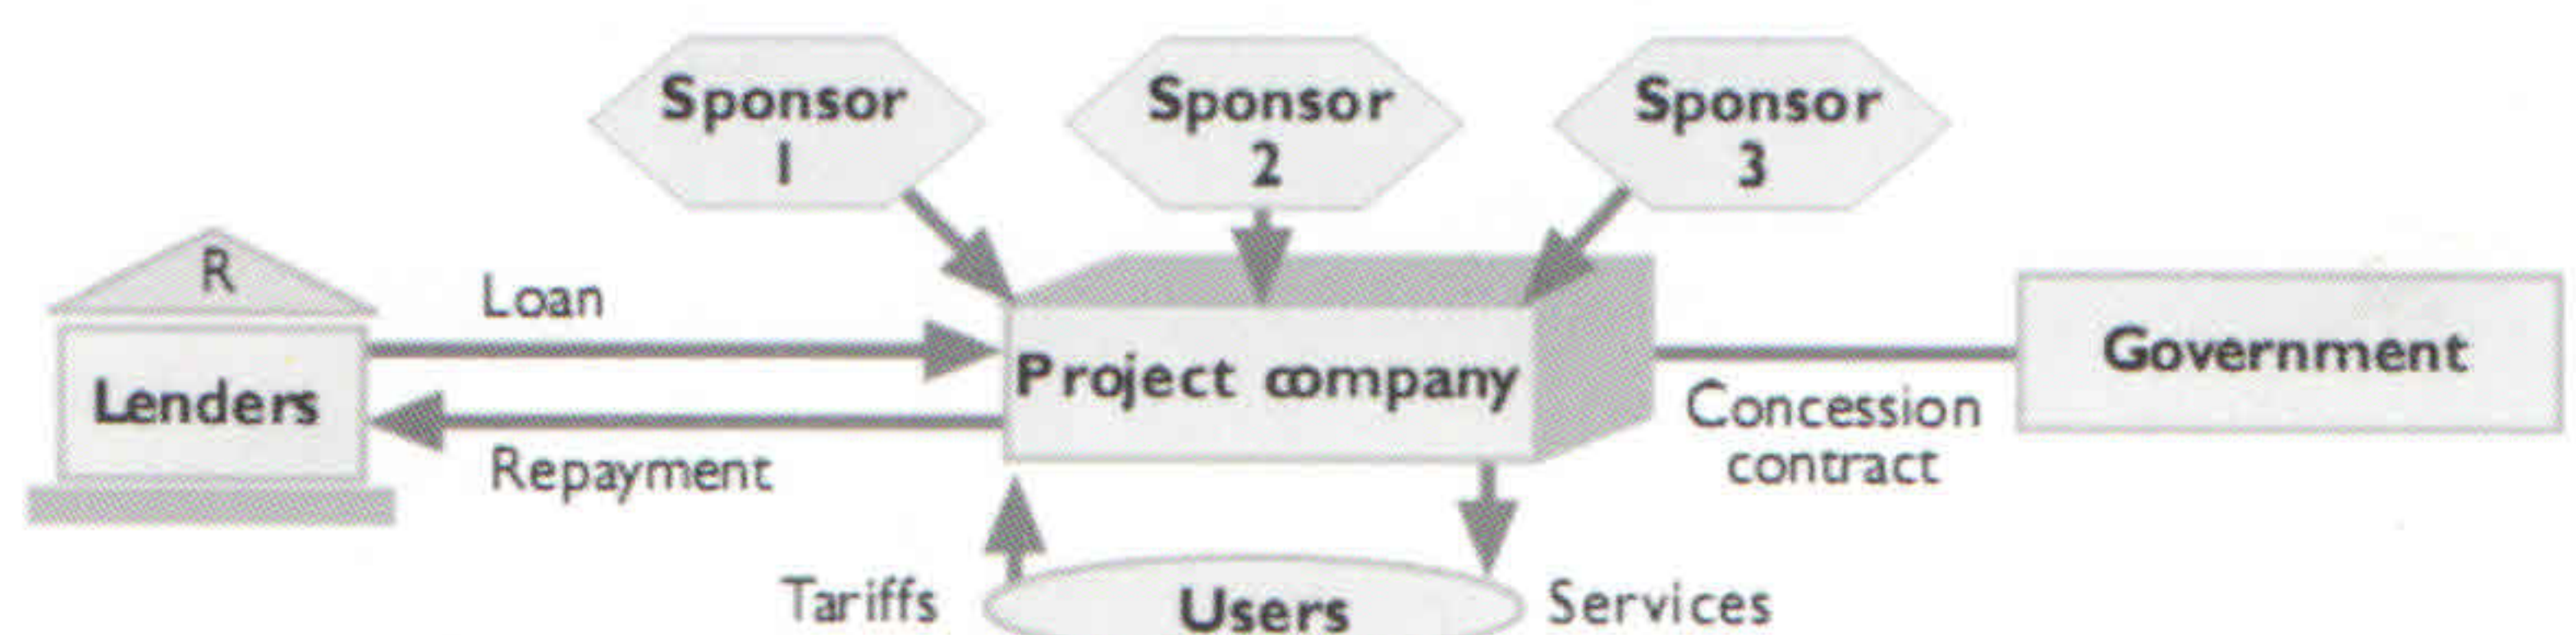 Sponsor
1
Sponsor
2
Sponsor
3
R
Lenders
Loan
Repayment
Project company
Concession
contract
Government
Tariffs
Users
Services